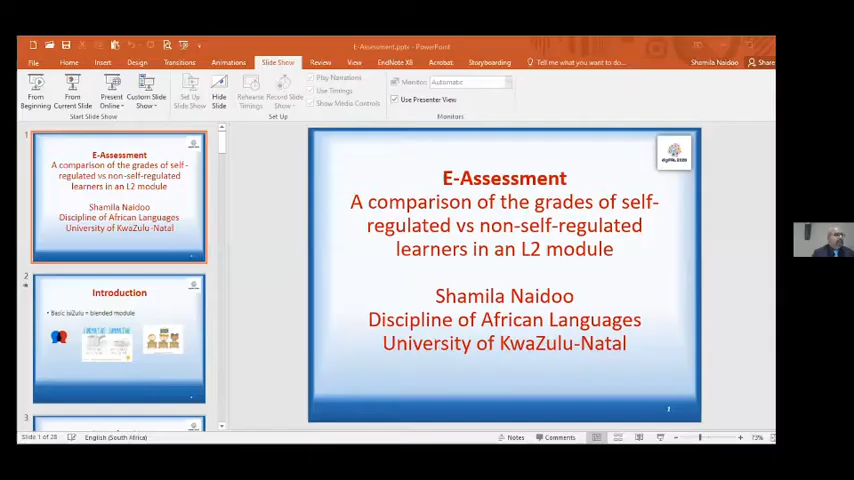 E-Assessment.pptx - PowerPoint
File Home Insert Design Transitions Animations Slide Show Review View EndNote X8 Acrobat Storyboarding Tell me what you want to do... Shamila Naidoo Share
From Beginning
From Current Slide
Present Online
Custom Slide Show
Start Slide Show
Set Up Slide Show
Hide Slide
Rehearse Timings
Record Slide Show
Play Narrations
Use Timings
Show Media Controls
Set Up
Monitor: Automatic
Use Presenter View
Monitors
1
E-Assessment
A comparison of the grades of self-
regulated vs non-self-regulated
learners in an L2 module
Shamila Naidoo
Discipline of African Languages
University of KwaZulu -Natal
2
Introduction
• Basic isiZulu = blended module
3
E-Assessment
A comparison of the grades of self-
regulated vs non-self-regulated
learners in an L2 module
Shamila Naidoo
Discipline of African Languages
University of KwaZulu-Natal
1
Slide 1 of 28 English (South Africa) Notes Comments 73%